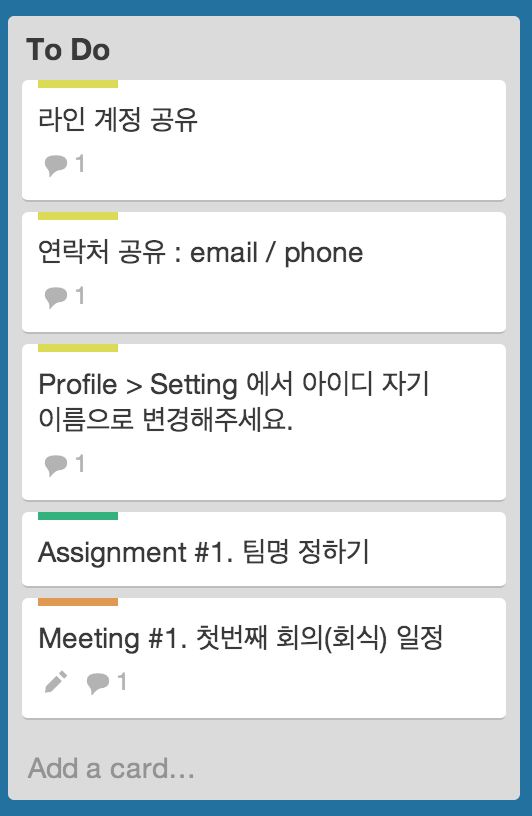 To Do
라인 계정 공유
1
연락처 공유 : email / phone
1
Profile > Setting 에서 아이디 자기
이름으로 변경해주세요.
1
Assignment #1. 팀명 정하기
Meeting #1. 첫번째 회의(회식) 일정
1
Add a card...